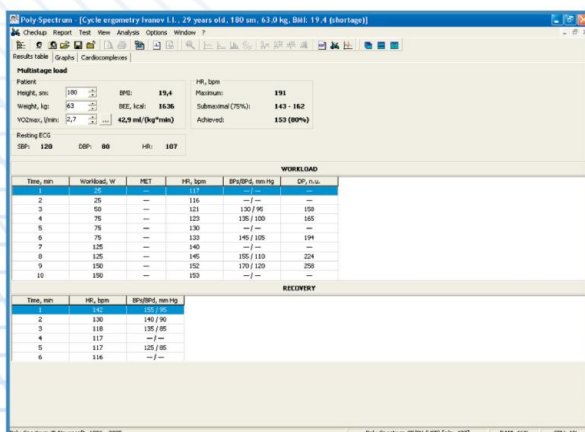 Poly-Spectrum - [Cycle ergometry Ivanov I.I., 29 years old, 180 sm, 63,0 kg, BMI: 19,4 (shortage)]
Checkup Report Test View Analysis Options Window ?
Results table Graphs Cardiocomplexes
Multistage load
Patient
Height, sm: 180 BMI: 19,4
Weight, kg: 63 BEE, kcal: 1636
VO2max, l/min: 2,7 ... 42,9 ml/(kg*min)
HR, bpm
Maximum: 191
Submaximal (75%): 143 - 162
Achieved: 153 (80%)
Resting ECG
SBP: 120 DBP: 80 HR: 107
WORKLOAD
Time, min Workload, W MET HR, bpm BPs/BPd, mm Hg DP, n.u.
1 25 — 117 —/— —
2 25 — 116 —/— —
3 50 — 121 130 / 95 158
4 75 — 123 135 / 100 165
5 75 — 130 —/— —
6 75 — 133 145 / 105 194
7 125 — 140 —/— —
8 125 — 145 155 / 110 224
9 150 — 152 170 / 120 258
10 150 — 153 —/— —
RECOVERY
Time, min HR, bpm BPs/BPd, mm Hg
1 142 155 / 95
2 130 140 / 90
3 118 135 / 85
4 117 —/—
5 117 125 / 85
6 116 —/—